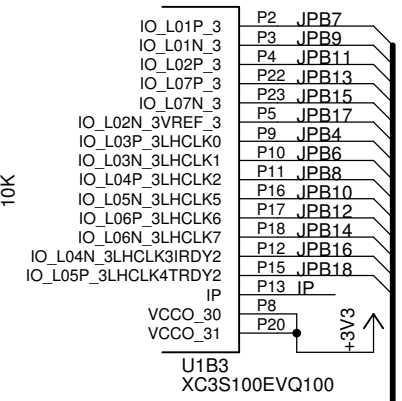 IO_L01P_3 P2 JPB7
IO_L01N_3 P3 JPB9
IO_L02P_3 P4 JPB11
IO_L07P_3 P22 JPB13
IO_L07N_3 P23 JPB15
IO_L02N_3VREF_3 P5 JPB17
IO_L03P_3LHCLK0 P9 JPB4
IO_L03N_3LHCLK1 P10 JPB6
IO_L04P_3LHCLK2 P11 JPB8
IO_L05N_3LHCLK5 P16 JPB10
IO_L06P_3LHCLK6 P17 JPB12
IO_L06N_3LHCLK7 P18 JPB14
IO_L04N_3LHCLK3IRDY2 P12 JPB16
IO_L05P_3LHCLK4TRDY2 P15 JPB18
IP P13 IP
VCCO_30 P8
VCCO_31 P20
+3V3
10K
U1B3
XC3S100EVQ100